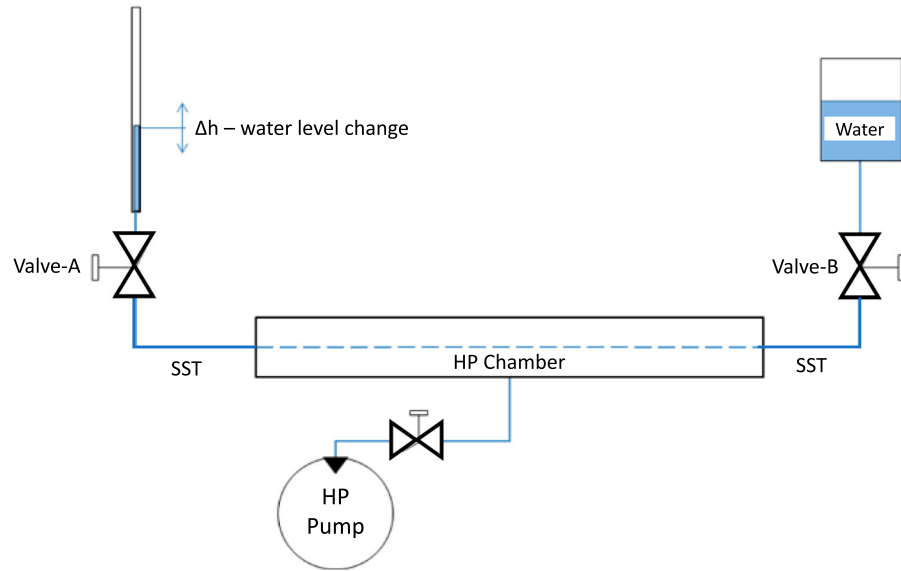 Δh – water level change
Water
Valve-A
Valve-B
SST
HP Chamber
SST
HP
Pump